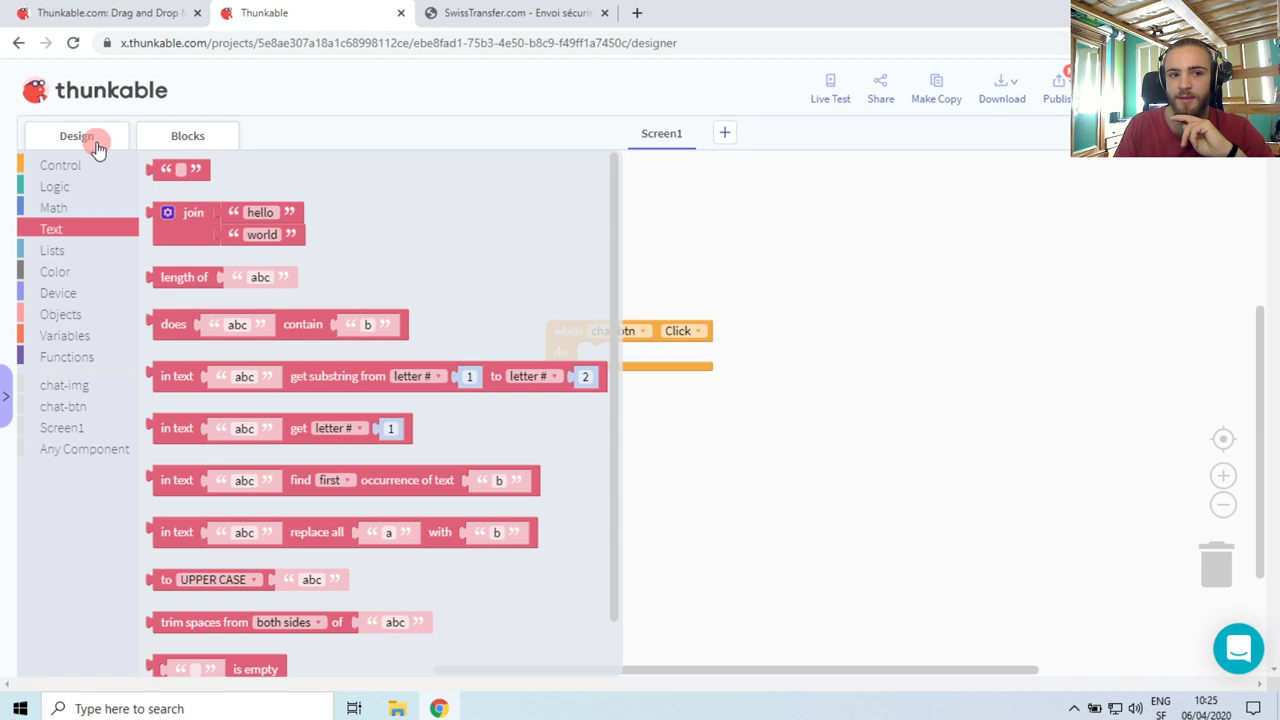 Thunkable.com: Drag and Drop
Thunkable
SwissTransfer.com - Envoi sécuris
x.thunkable.com/projects/5e8ae307a18a1c68998112ce/ebe8fad1-75b3-4e50-b8c9-f49ff1a7450c/designer
thunkable
Live Test
Share
Make Copy
Download
Publis
Design
Blocks
Screen1
Control
Logic
Math
Text
Lists
Color
Device
Objects
Variables
Functions
chat-img
chat-btn
Screen1
Any Component
“ ”
join “ hello ”
“ world ”
length of “ abc ”
does “ abc ” contain “ b ”
in text “ abc ” get substring from letter # 1 to letter # 2
in text “ abc ” get letter # 1
in text “ abc ” find first occurrence of text “ b ”
in text “ abc ” replace all “ a ” with “ b ”
to UPPER CASE “ abc ”
trim spaces from both sides of “ abc ”
“ ” is empty
when chat-btn Click
do
Type here to search
ENG
SF
10:25
06/04/2020